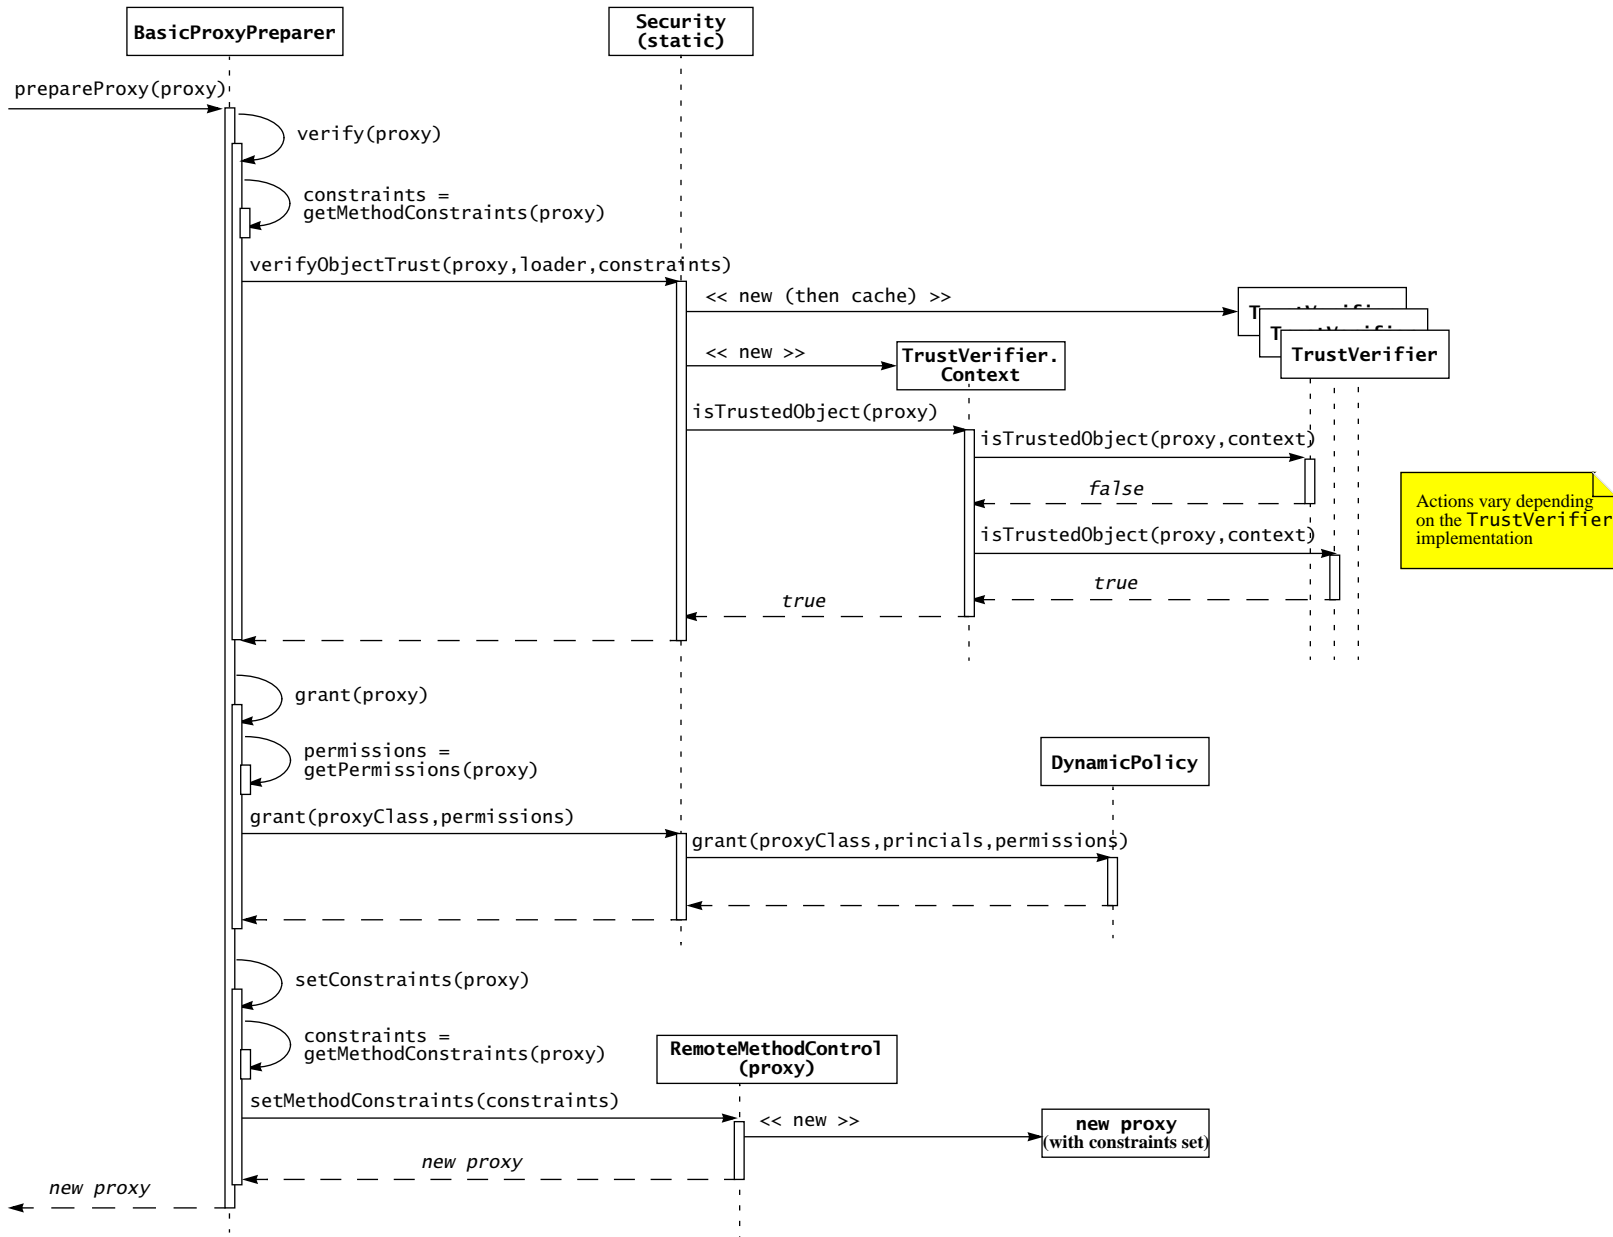 BasicProxyPreparer
Security
(static)
prepareProxy(proxy)
verify(proxy)
constraints =
getMethodConstraints(proxy)
verifyObjectTrust(proxy,loader,constraints)
<< new (then cache) >>
<< new >>
TrustVerifier.
Context
TrustVerifier
TrustVerifier
TrustVerifier
isTrustedObject(proxy)
isTrustedObject(proxy,context)
false
Actions vary depending
on the TrustVerifier
implementation
isTrustedObject(proxy,context)
true
true
grant(proxy)
permissions =
getPermissions(proxy)
DynamicPolicy
grant(proxyClass,permissions)
grant(proxyClass,princials,permissions)
setConstraints(proxy)
constraints =
getMethodConstraints(proxy)
RemoteMethodControl
(proxy)
setMethodConstraints(constraints)
<< new >>
new proxy
(with constraints set)
new proxy
new proxy